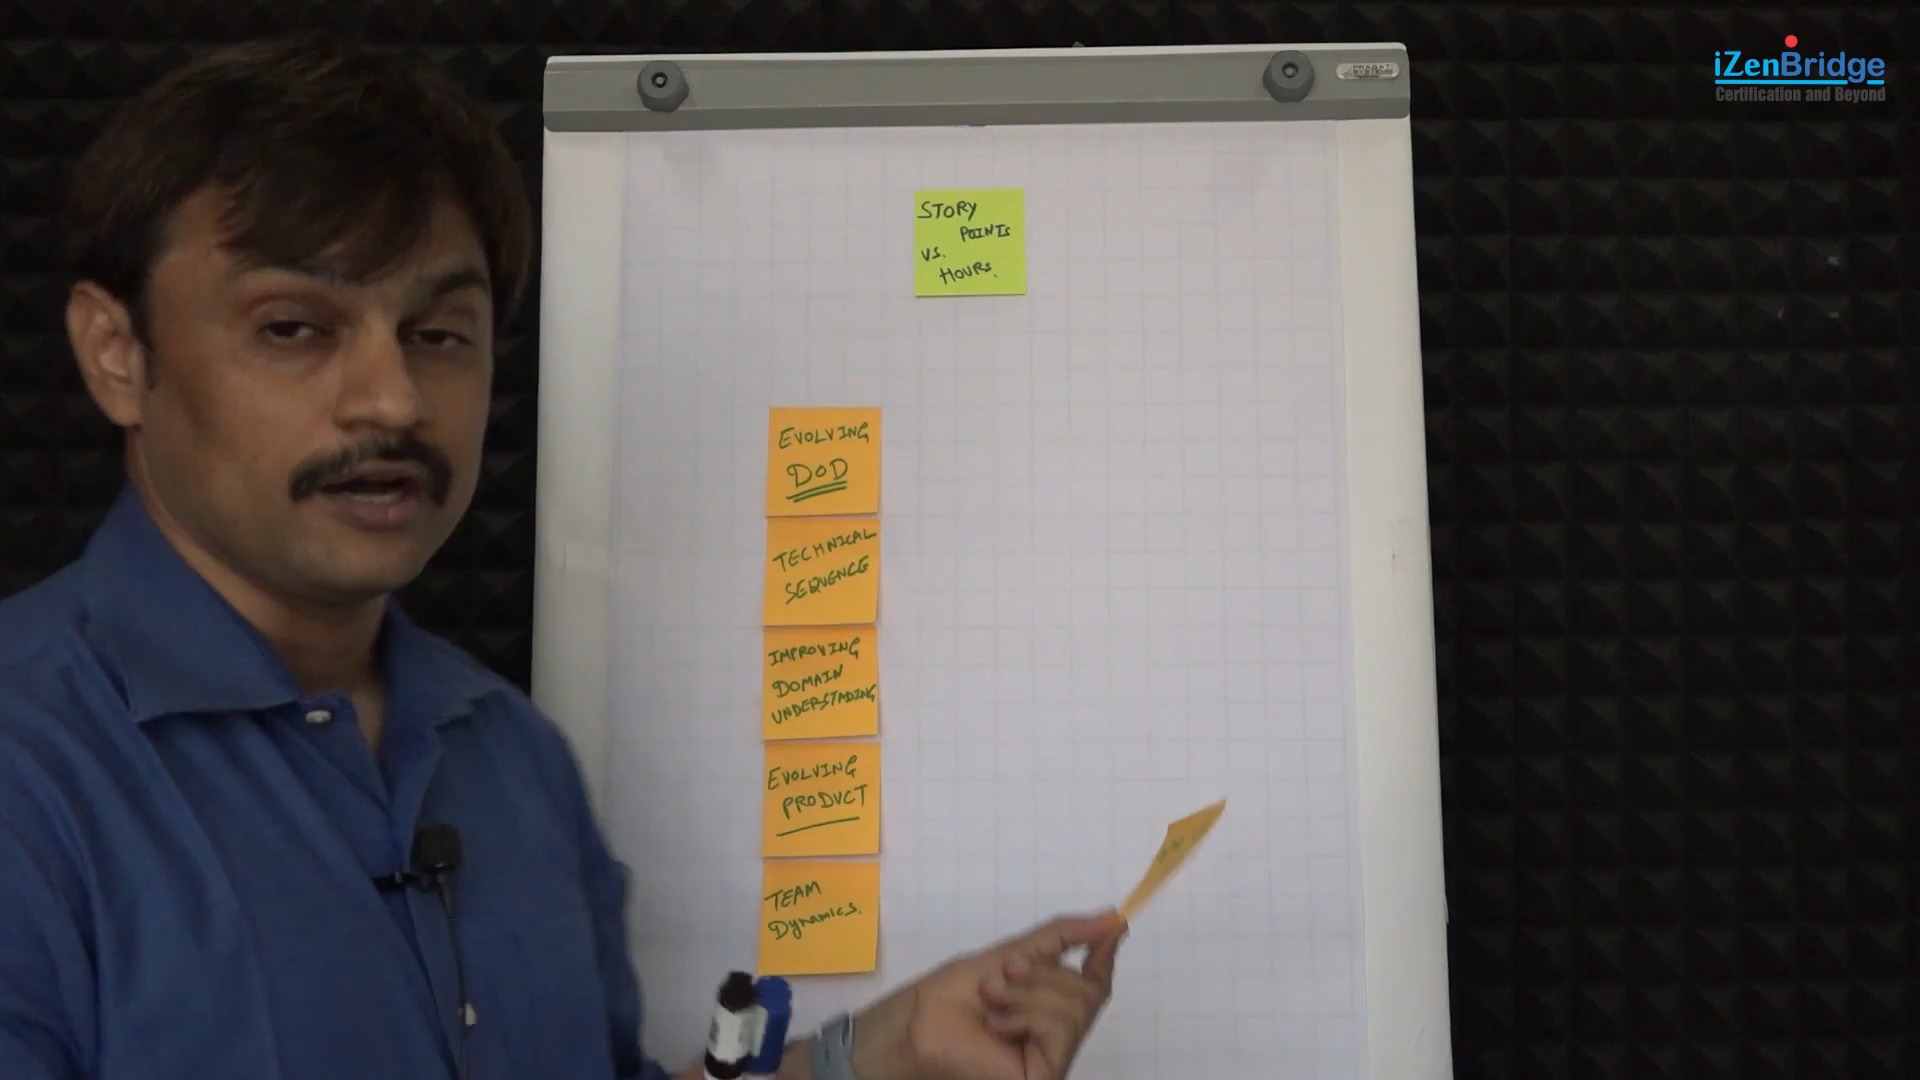 iZenBridge
Certification and Beyond
STORY
POINTS
VS.
HOURS.
EVOLVING
DOD
TECHNICAL
SEQUENCE
IMPROVING
DOMAIN
UNDERSTADING
EVOLVING
PRODUCT
TEAM
Dynamics.